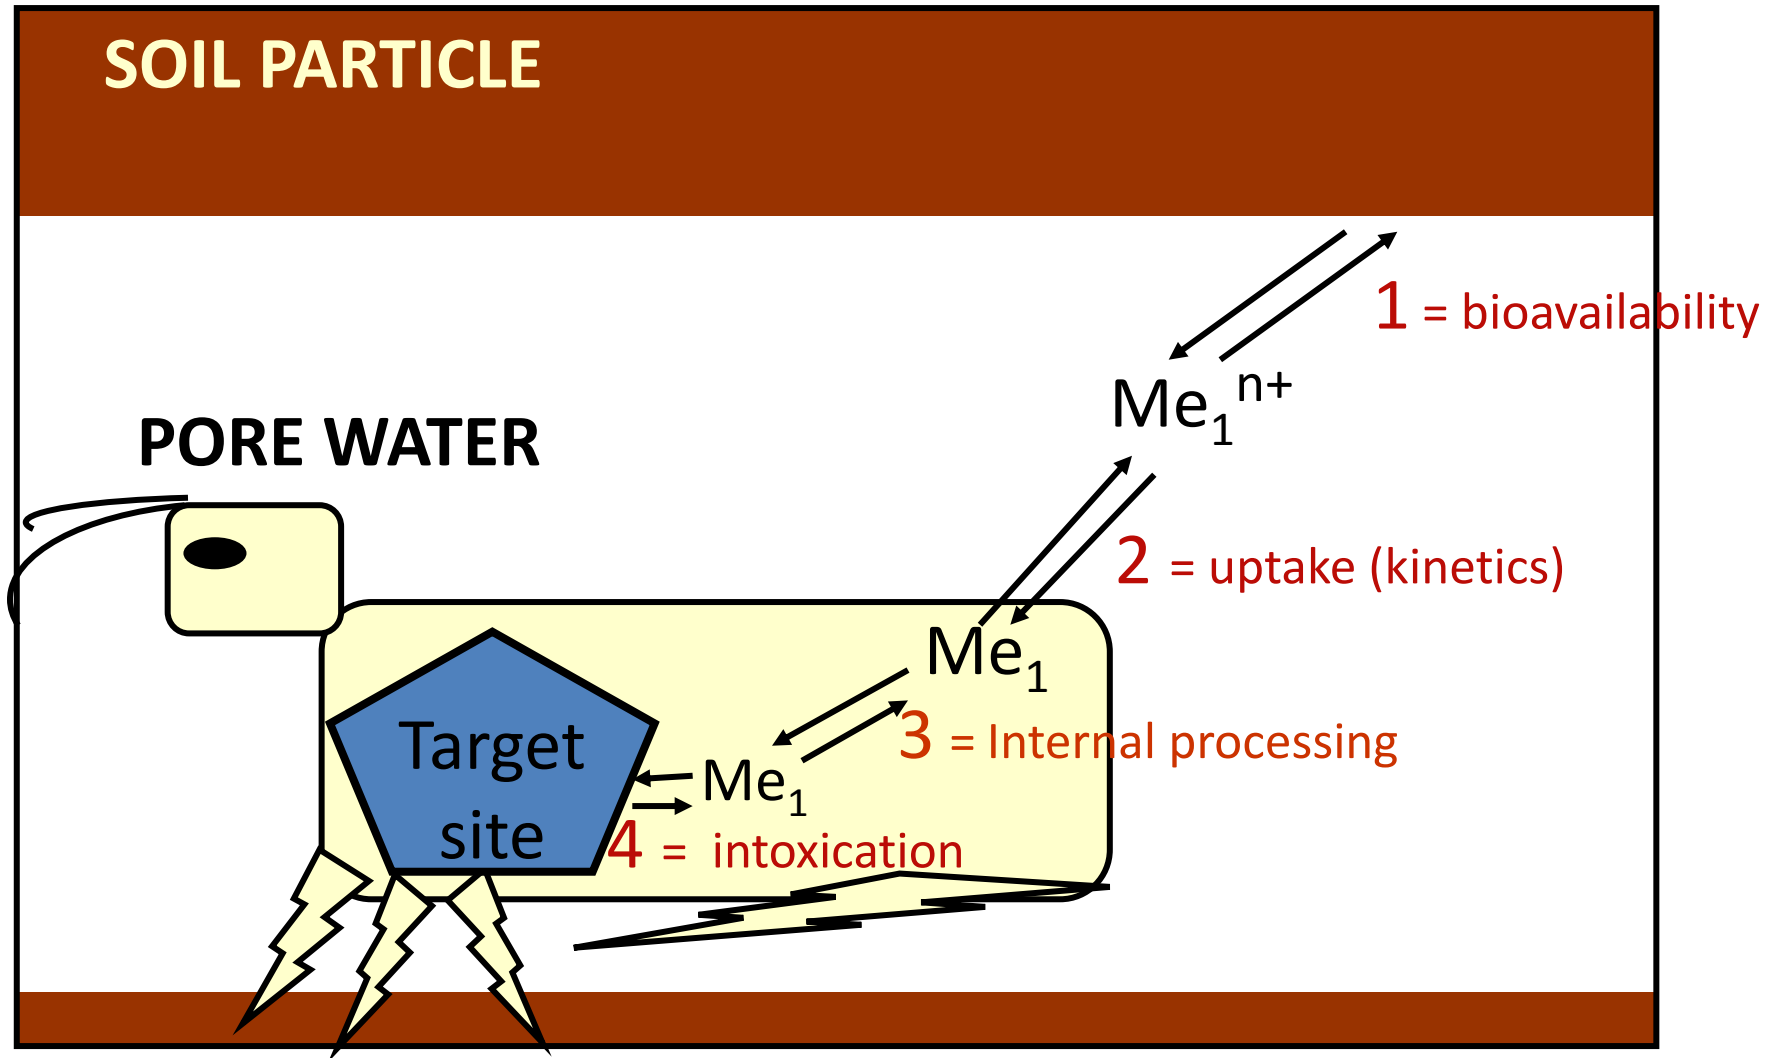 SOIL PARTICLE
1 = bioavailability
Me₁ⁿ⁺
PORE WATER
2 = uptake (kinetics)
Me₁
3 = Internal processing
Target
site
Me₁
4 = intoxication